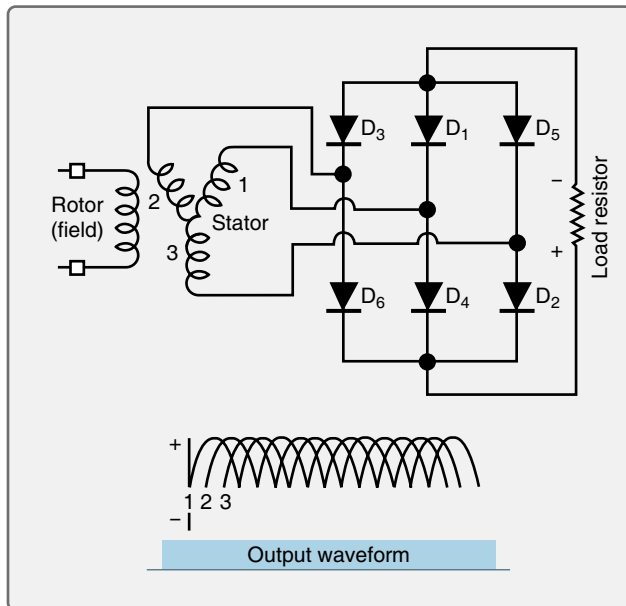 D3
D1
D5
1
2
Rotor
(field)
Stator
3
−
+
Load resistor
D6
D4
D2
+
1 2 3
−
Output waveform